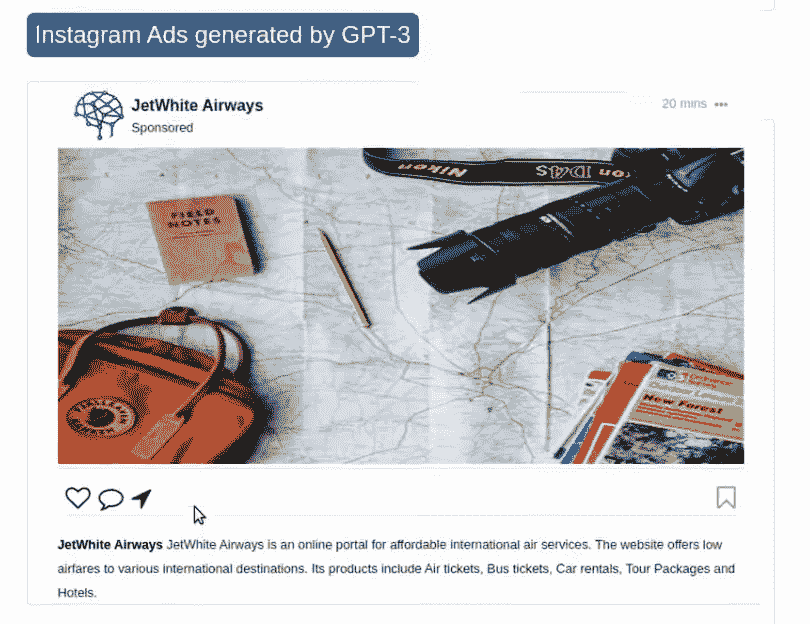 Instagram Ads generated by GPT-3
JetWhite Airways
Sponsored
20 mins
Nikon
D4S
on
FIELD
NOTES
New Forest
JetWhite Airways JetWhite Airways is an online portal for affordable international air services. The website offers low
airfares to various international destinations. Its products include Air tickets, Bus tickets, Car rentals, Tour Packages and
Hotels.